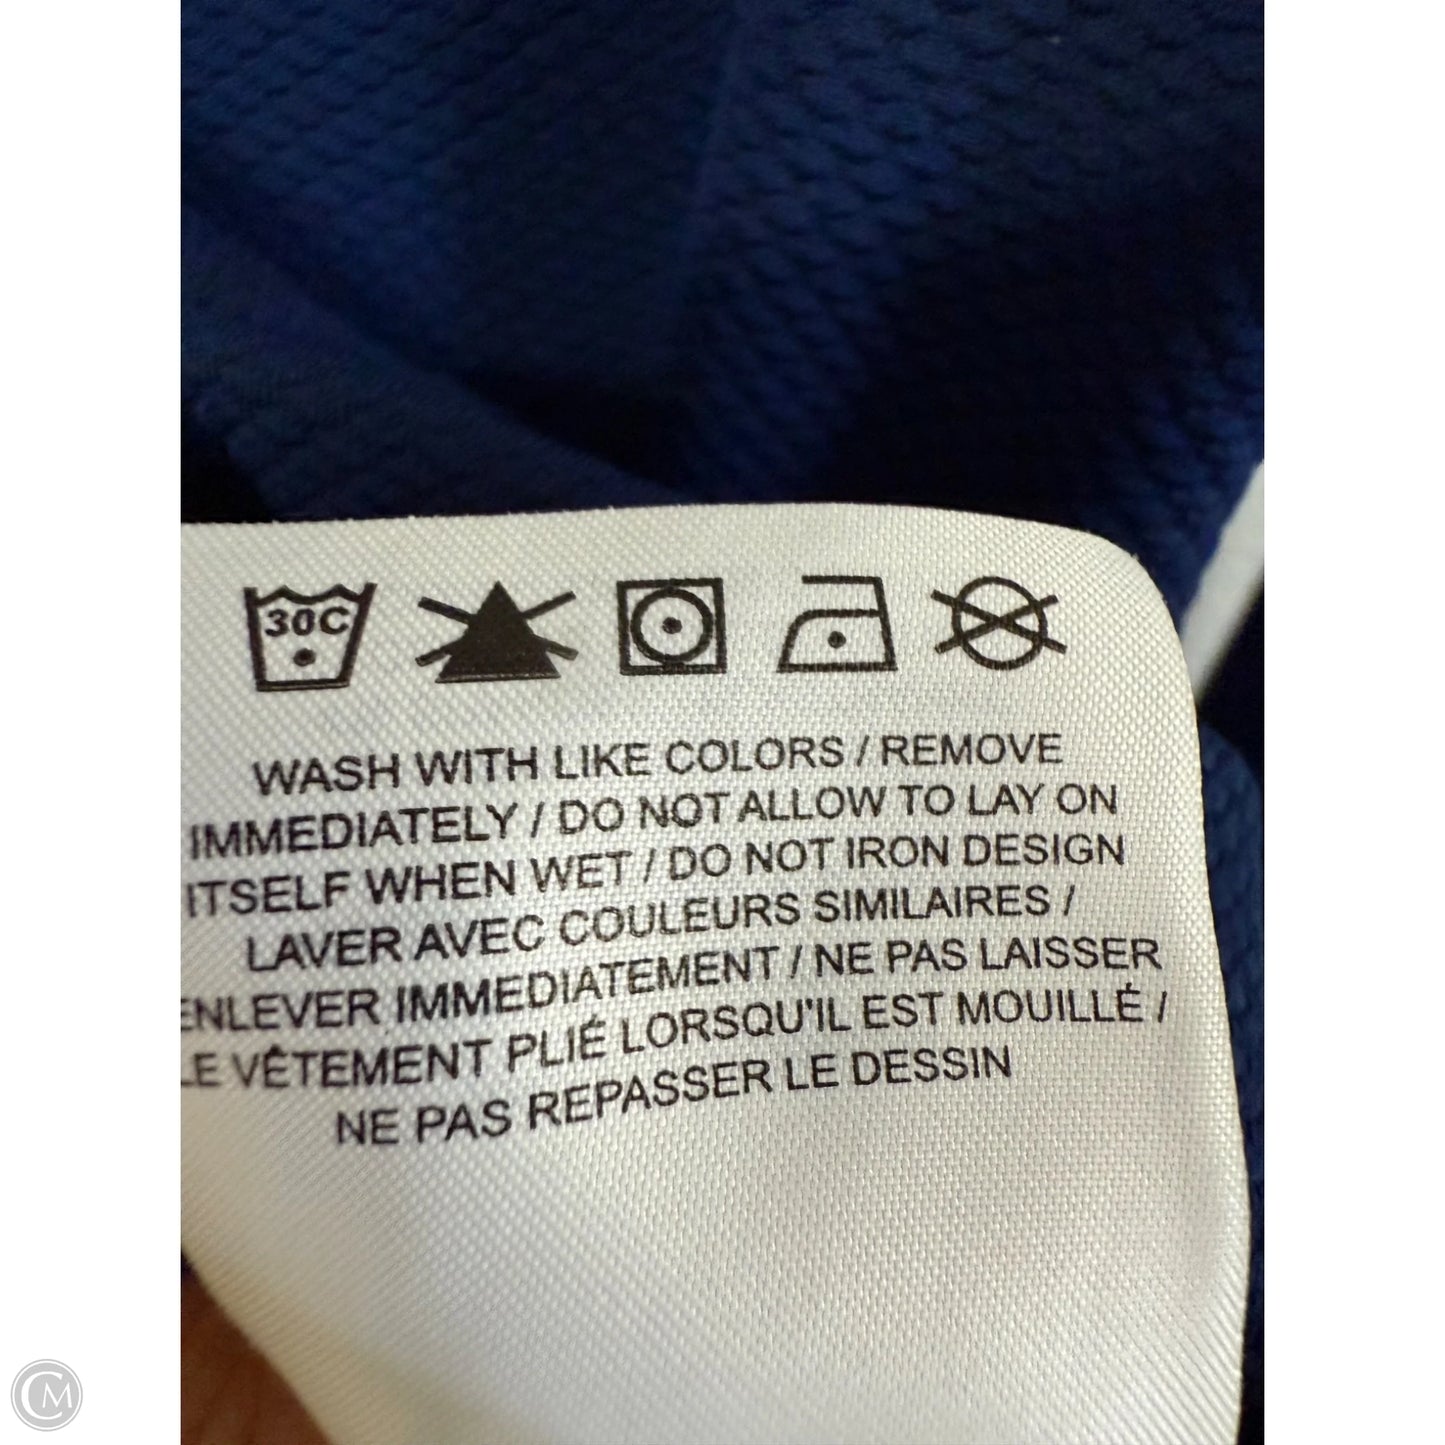 30C
WASH WITH LIKE COLORS / REMOVE
IMMEDIATELY / DO NOT ALLOW TO LAY ON
ITSELF WHEN WET / DO NOT IRON DESIGN
LAVER AVEC COULEURS SIMILAIRES /
ENLEVER IMMEDIATEMENT / NE PAS LAISSER
LE VÊTEMENT PLIÉ LORSQU'IL EST MOUILLÉ /
NE PAS REPASSER LE DESSIN
CM